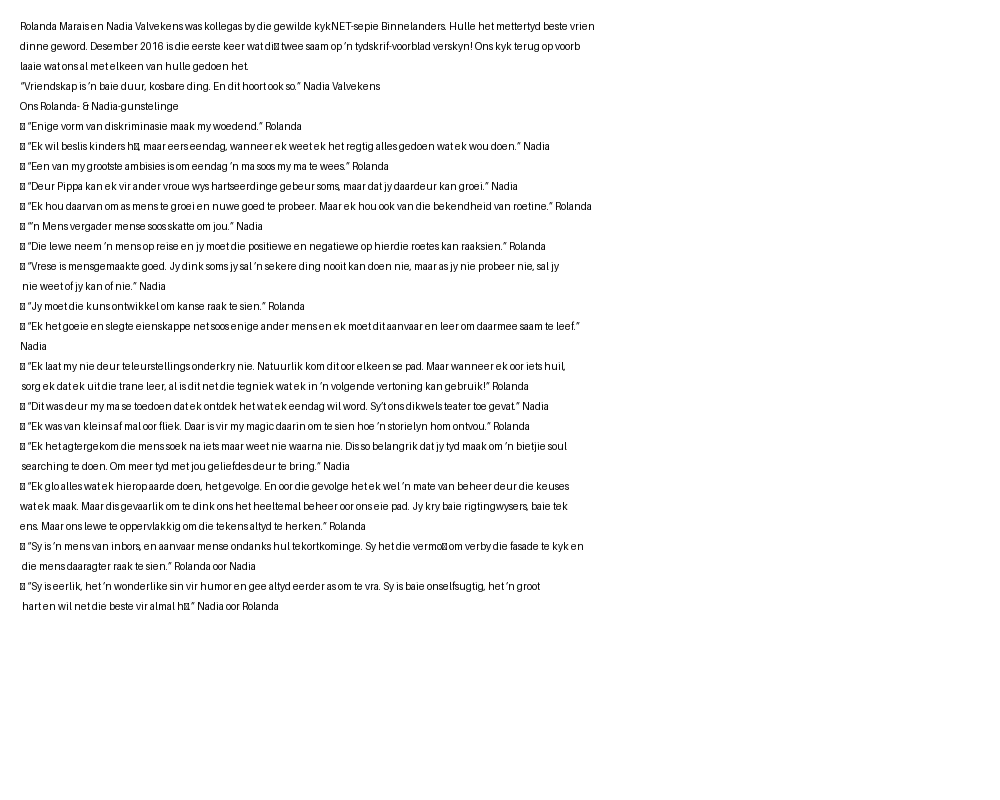 Rolanda Marais en Nadia Valvekens was kollegas by die gewilde kykNET-sepie Binnelanders. Hulle het mettertyd beste vrien
dinne geword. Desember 2016 is die eerste keer wat di□ twee saam op ’n tydskrif-voorblad verskyn! Ons kyk terug op voorb
laaie wat ons al met elkeen van hulle gedoen het.
“Vriendskap is ’n baie duur, kosbare ding. En dit hoort ook so.” Nadia Valvekens
Ons Rolanda- & Nadia-gunstelinge
□ “Enige vorm van diskriminasie maak my woedend.” Rolanda
□ “Ek wil beslis kinders h□, maar eers eendag, wanneer ek weet ek het regtig alles gedoen wat ek wou doen.” Nadia
□ “Een van my grootste ambisies is om eendag ’n ma soos my ma te wees.” Rolanda
□ “Deur Pippa kan ek vir ander vroue wys hartseerdinge gebeur soms, maar dat jy daardeur kan groei.” Nadia
□ “Ek hou daarvan om as mens te groei en nuwe goed te probeer. Maar ek hou ook van die bekendheid van roetine.” Rolanda
□ “’n Mens vergader mense soos skatte om jou.” Nadia
□ “Die lewe neem ’n mens op reise en jy moet die positiewe en negatiewe op hierdie roetes kan raaksien.” Rolanda
□ “Vrese is mensgemaakte goed. Jy dink soms jy sal ’n sekere ding nooit kan doen nie, maar as jy nie probeer nie, sal jy
nie weet of jy kan of nie.” Nadia
□ “Jy moet die kuns ontwikkel om kanse raak te sien.” Rolanda
□ “Ek het goeie en slegte eienskappe net soos enige ander mens en ek moet dit aanvaar en leer om daarmee saam te leef.”
Nadia
□ “Ek laat my nie deur teleurstellings onderkry nie. Natuurlik kom dit oor elkeen se pad. Maar wanneer ek oor iets huil,
sorg ek dat ek uit die trane leer, al is dit net die tegniek wat ek in ’n volgende vertoning kan gebruik!” Rolanda
□ “Dit was deur my ma se toedoen dat ek ontdek het wat ek eendag wil word. Sy’t ons dikwels teater toe gevat.” Nadia
□ “Ek was van kleins af mal oor fliek. Daar is vir my magic daarin om te sien hoe ’n storielyn hom ontvou.” Rolanda
□ “Ek het agtergekom die mens soek na iets maar weet nie waarna nie. Dis so belangrik dat jy tyd maak om ’n bietjie soul
searching te doen. Om meer tyd met jou geliefdes deur te bring.” Nadia
□ “Ek glo alles wat ek hier op aarde doen, het gevolge. En oor die gevolge het ek wel ’n mate van beheer deur die keuses
wat ek maak. Maar dis gevaarlik om te dink ons het heeltemal beheer oor ons eie pad. Jy kry baie rigtingwysers, baie tek
ens. Maar ons lewe te oppervlakkig om die tekens altyd te herken.” Rolanda
□ “Sy is ’n mens van inbors, en aanvaar mense ondanks hul tekortkominge. Sy het die vermo□ om verby die fasade te kyk en
die mens daaragter raak te sien.” Rolanda oor Nadia
□ “Sy is eerlik, het ’n wonderlike sin vir humor en gee altyd eerder as om te vra. Sy is baie onselfsugtig, het ’n groot
hart en wil net die beste vir almal h□.” Nadia oor Rolanda